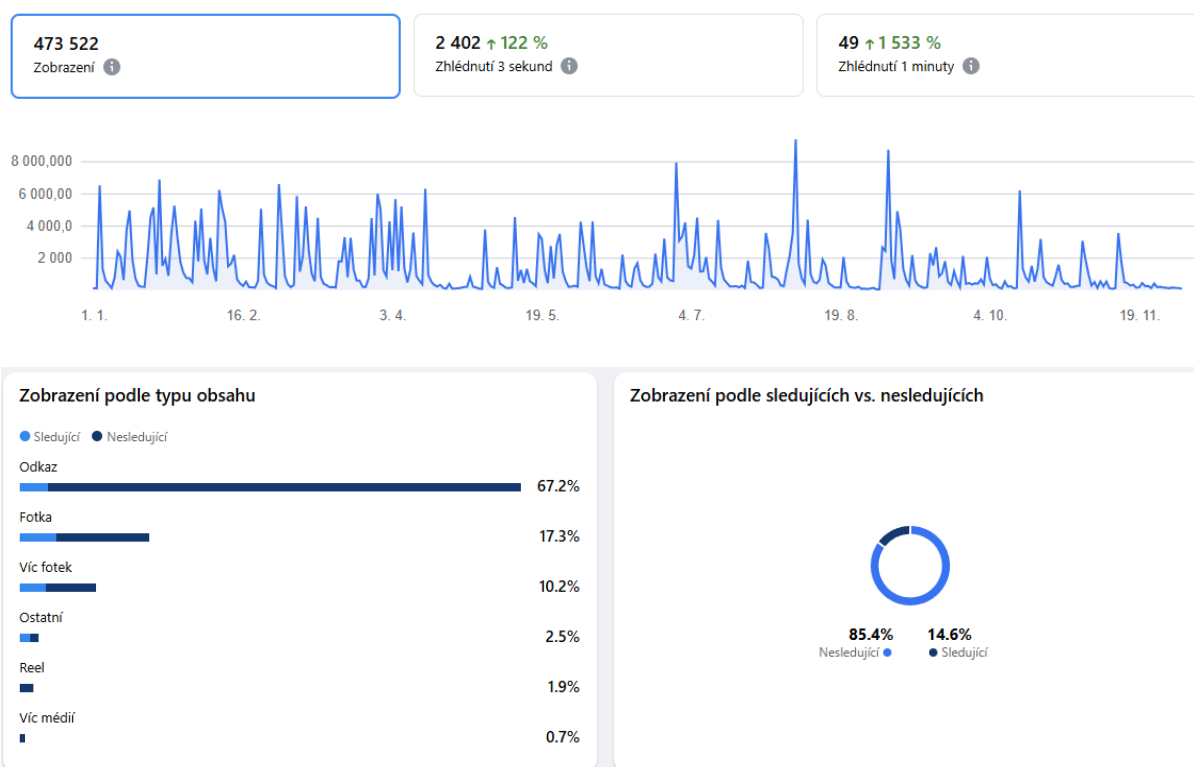 473 522
Zobrazení
2 402 ↑ 122 %
Zhlédnutí 3 sekund
49 ↑ 1 533 %
Zhlédnutí 1 minuty
8 000,000
6 000,00
4 000,0
2 000
1. 1.
16. 2.
3. 4.
19. 5.
4. 7.
19. 8.
4. 10.
19. 11.
Zobrazení podle typu obsahu
Sledující Nesledující
Odkaz
67.2%
Fotka
17.3%
Víc fotek
10.2%
Ostatní
2.5%
Reel
1.9%
Víc médií
0.7%
Zobrazení podle sledujících vs. nesledujících
85.4% 14.6%
Nesledující Sledující